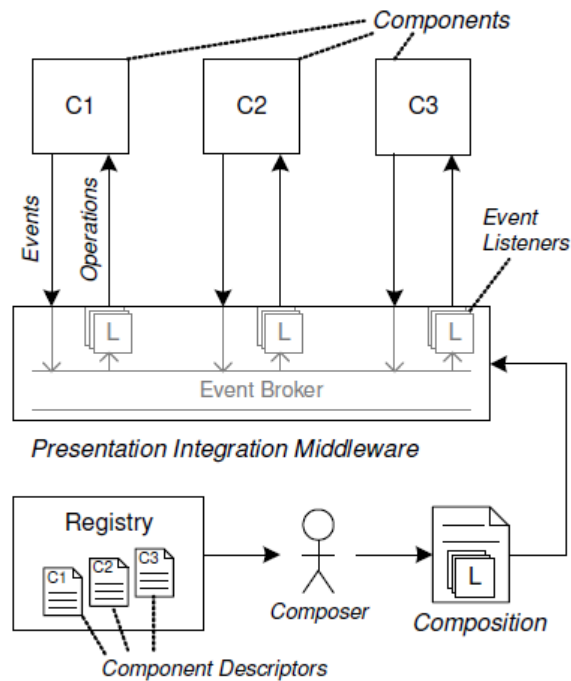 Components
C1
C2
C3
Events
Operations
Event
Listeners
L
L
L
Event Broker
Presentation Integration Middleware
Registry
C1
C2
C3
L
Composer
Composition
Component Descriptors